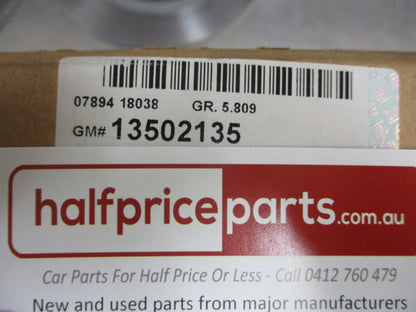 07894 18038 GR. 5.809
GM# 13502135
halfpriceparts.com.au
Car Parts For Half Price Or Less - Call 0412 760 479
New and used parts from major manufacturers